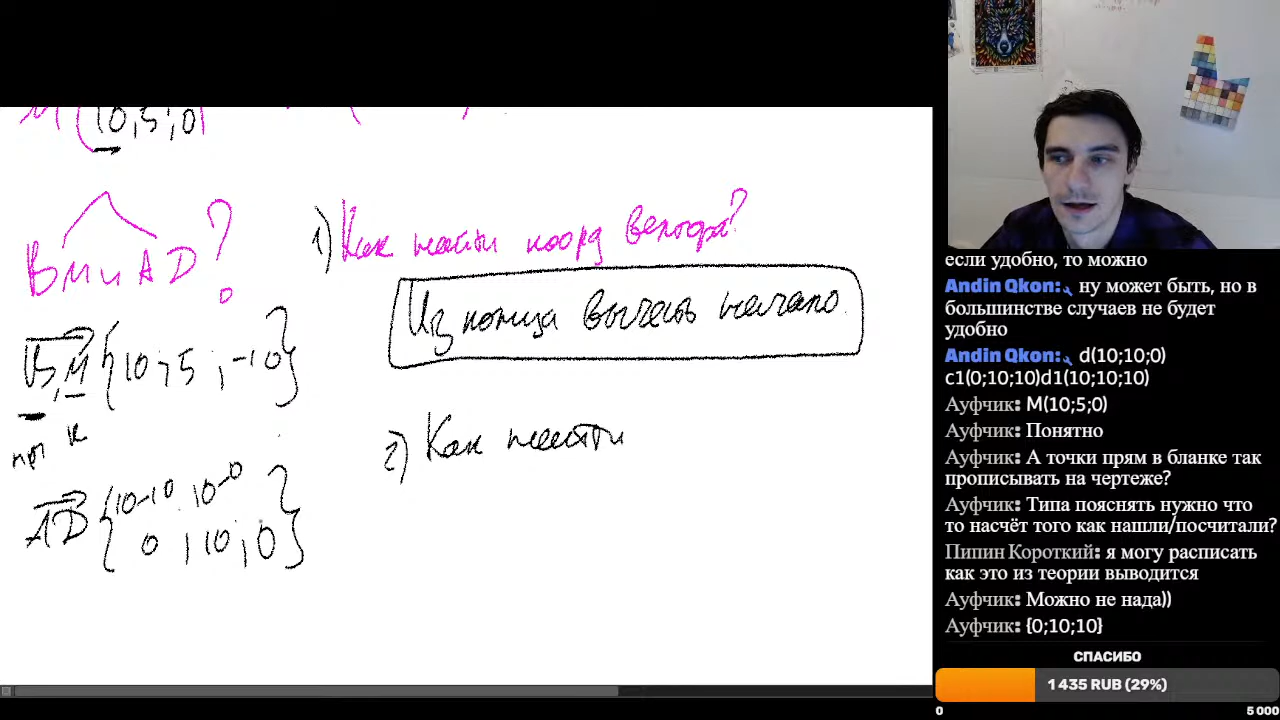 M(10;5;0)
ВМ и AD?
1) Как найти коорд вектора?
Из конца вычесть начало.
BM {10;5;-10}
к
2) Как найти
10-10 10-0
AD {0;10;0}
если удобно, то можно
Andin Qkon: ну может быть, но в
большинстве случаев не будет
удобно
Andin Qkon: d(10;10;0)
c1(0;10;10)d1(10;10;10)
Ауфчик: M(10;5;0)
Ауфчик: Понятно
Ауфчик: А точки прям в бланке так
прописывать на чертеже?
Ауфчик: Типа пояснять нужно что
то насчёт того как нашли/посчитали?
Пипин Короткий: я могу расписать
как это из теории выводится
Ауфчик: Можно не нада))
Ауфчик: {0;10;10}
СПАСИБО
1 435 RUB (29%)
0 5 000